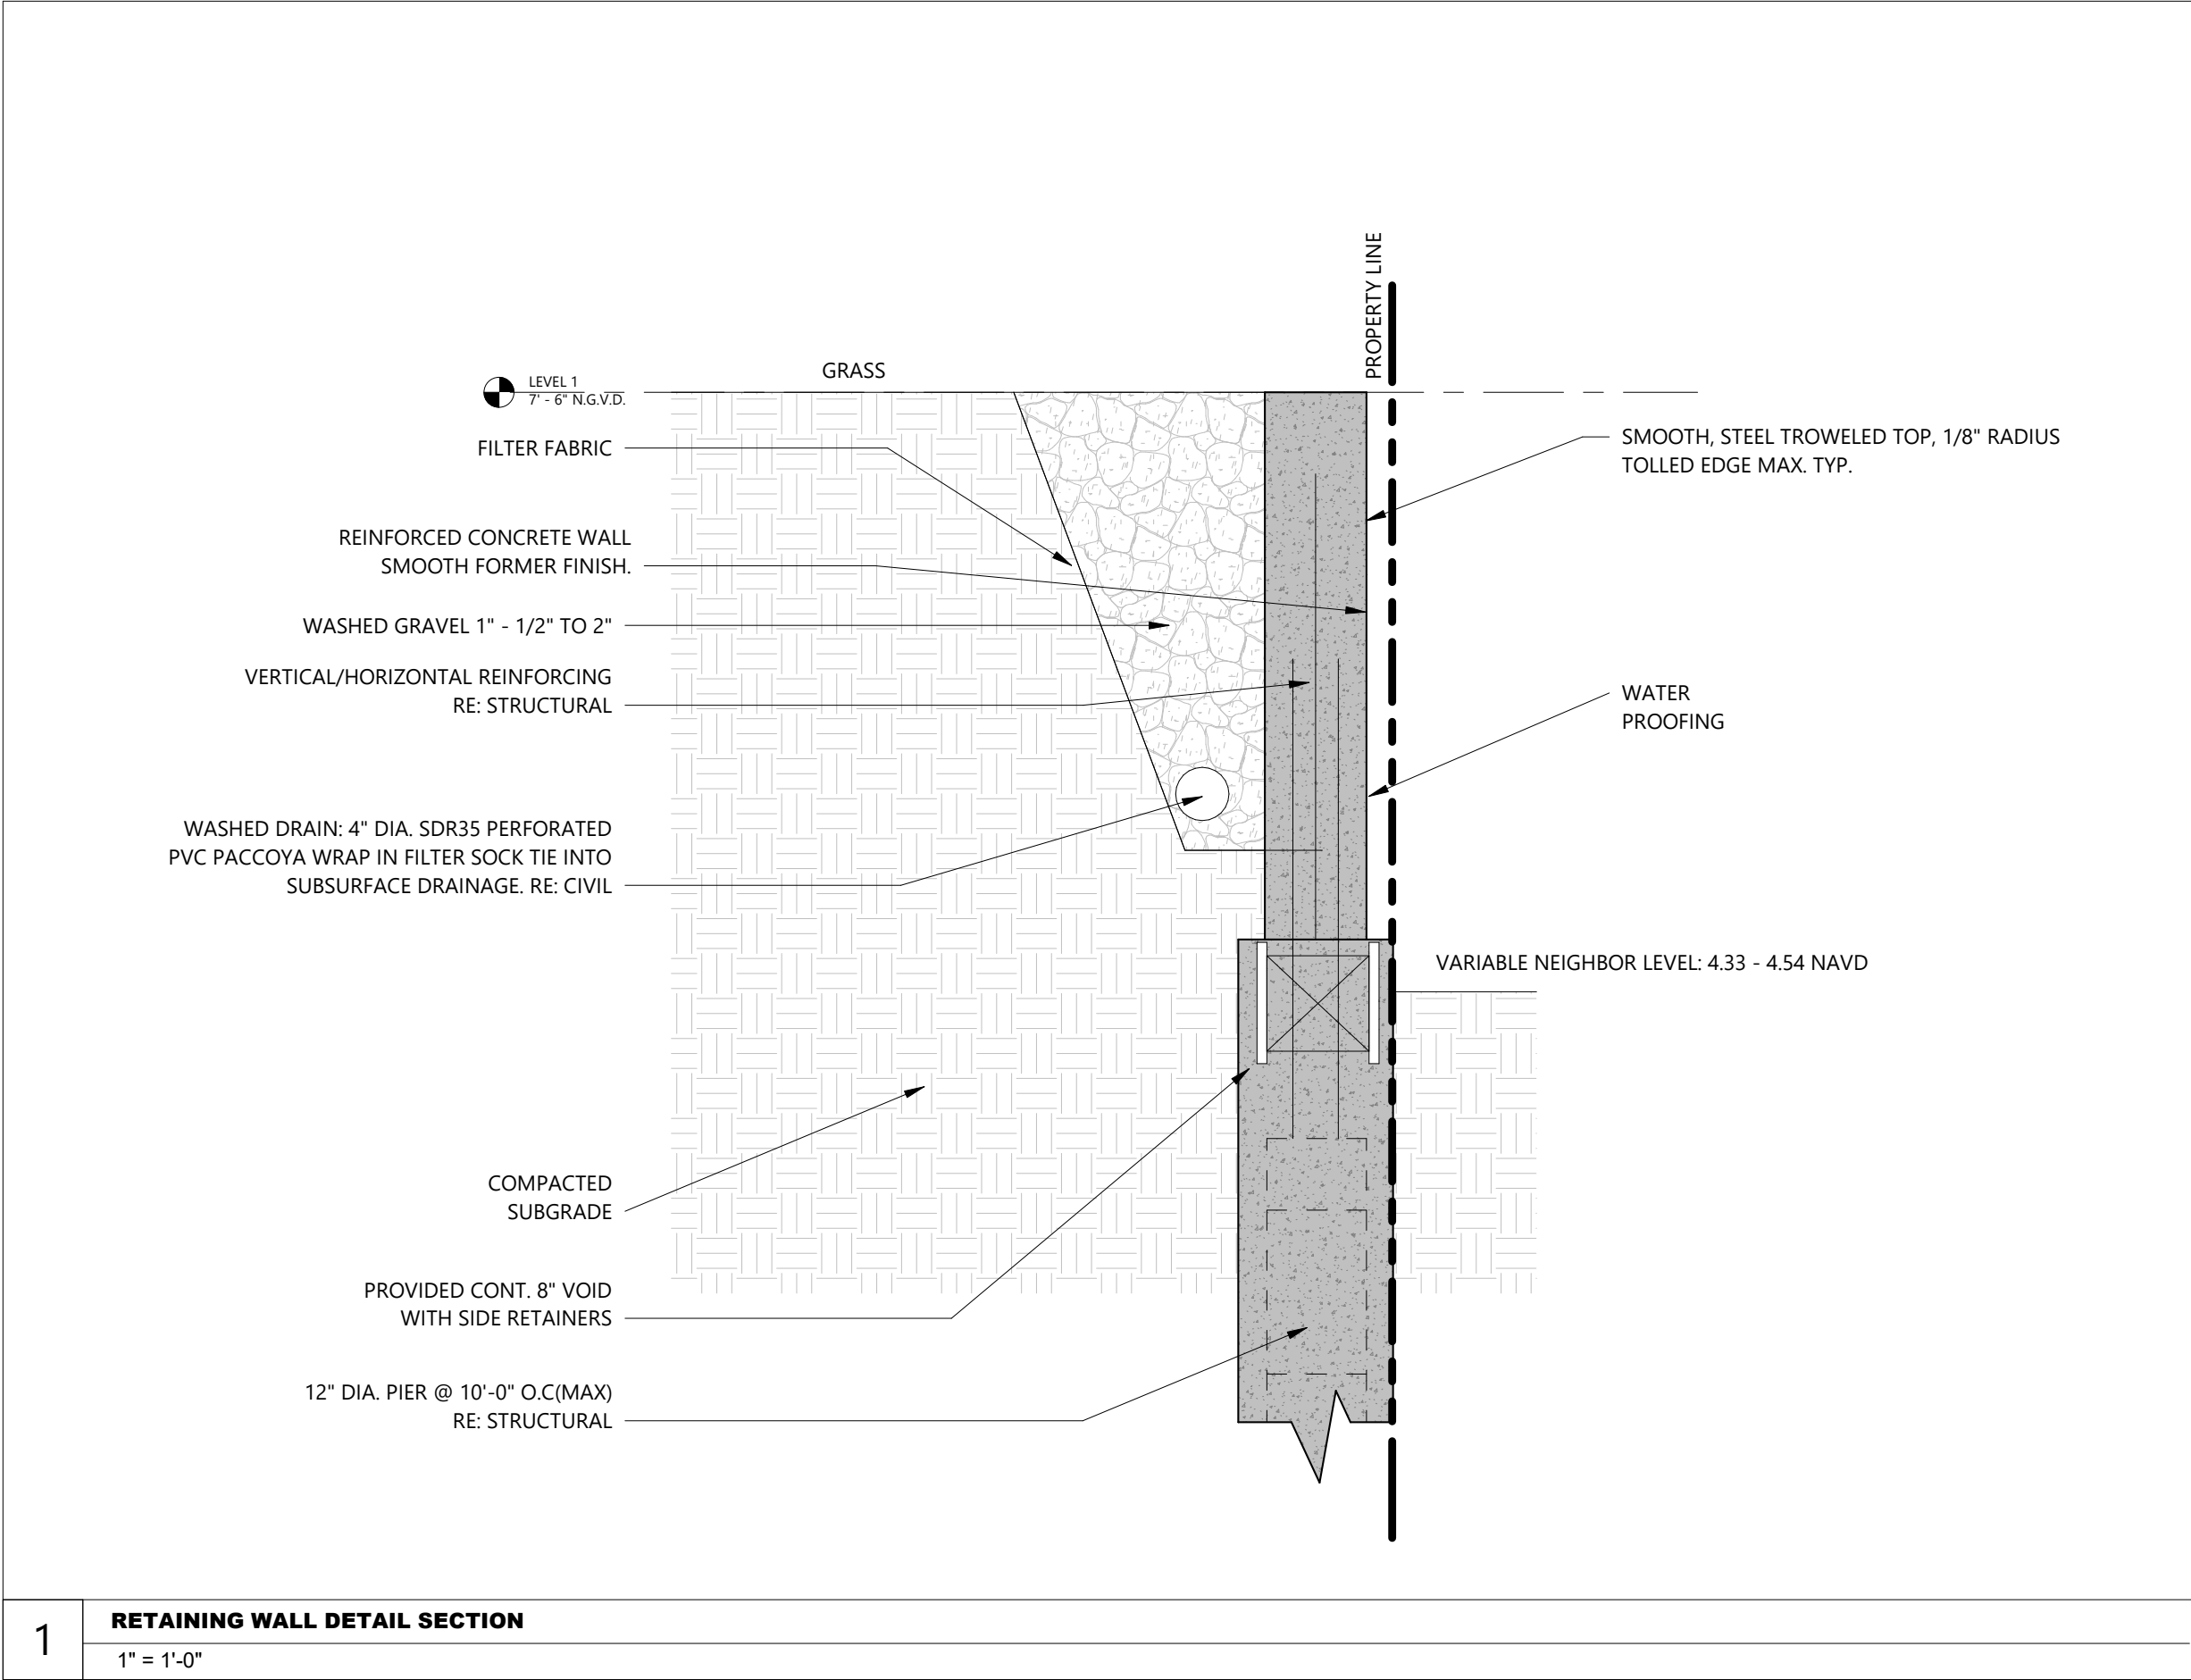 PROPERTY LINE
GRASS
LEVEL 1
7' - 6" N.G.V.D.
FILTER FABRIC
SMOOTH, STEEL TROWELED TOP, 1/8" RADIUS
TOLLED EDGE MAX. TYP.
REINFORCED CONCRETE WALL
SMOOTH FORMER FINISH.
WASHED GRAVEL 1" - 1/2" TO 2"
VERTICAL/HORIZONTAL REINFORCING
RE: STRUCTURAL
WATER
PROOFING
WASHED DRAIN: 4" DIA. SDR35 PERFORATED
PVC PACCOYA WRAP IN FILTER SOCK TIE INTO
SUBSURFACE DRAINAGE. RE: CIVIL
VARIABLE NEIGHBOR LEVEL: 4.33 - 4.54 NAVD
COMPACTED
SUBGRADE
PROVIDED CONT. 8" VOID
WITH SIDE RETAINERS
12" DIA. PIER @ 10'-0" O.C(MAX)
RE: STRUCTURAL
1
RETAINING WALL DETAIL SECTION
1" = 1'-0"